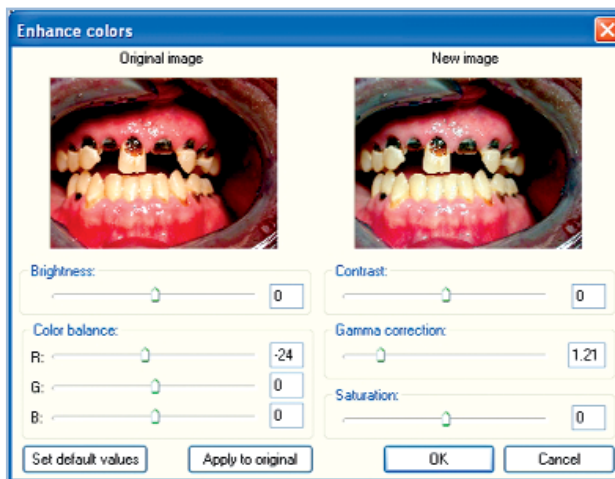 Enhance colors
Original image
New image
Brightness:
0
Contrast:
0
Color balance:
R:
-24
G:
0
B:
0
Gamma correction:
1.21
Saturation:
0
Set default values
Apply to original
OK
Cancel